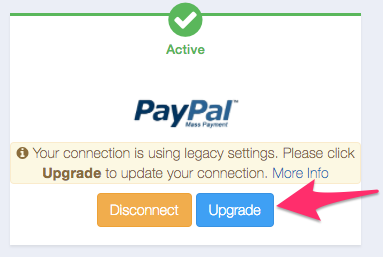 Active
PayPal™
Mass Payment
Your connection is using legacy settings. Please click
Upgrade to update your connection. More Info
Disconnect Upgrade